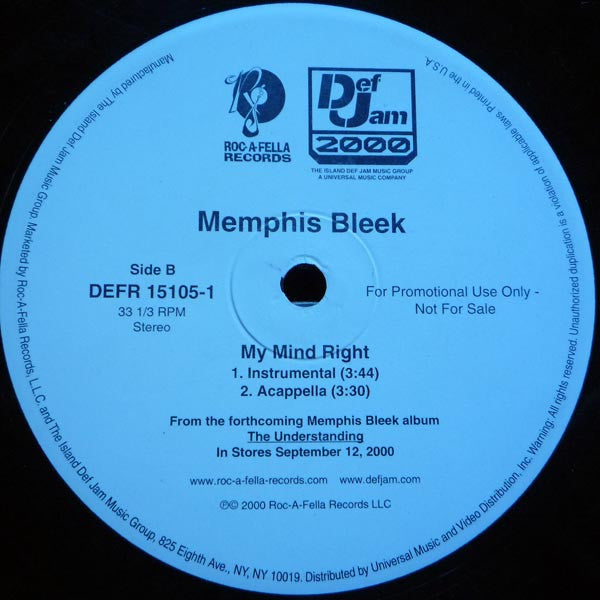 ROC-A-FELLA
RECORDS
Def
Jam
2000
THE ISLAND DEF JAM MUSIC GROUP
A UNIVERSAL MUSIC COMPANY
Memphis Bleek
Side B
DEFR 15105-1
33 1/3 RPM
Stereo
For Promotional Use Only -
Not For Sale
My Mind Right
1. Instrumental (3:44)
2. Acappella (3:30)
From the forthcoming Memphis Bleek album
The Understanding
In Stores September 12, 2000
www.roc-a-fella-records.com www.defjam.com
℗© 2000 Roc-A-Fella Records LLC
Manufactured by The Island Def Jam Music Group. Marketed by Roc-A-Fella Records, L.L.C. and The Island Def Jam Music Group, 825 Eighth Ave., NY, NY 10019. Distributed by Universal Music and Video Distribution, Inc. Warning: All rights reserved. Unauthorized duplication is a violation of applicable laws. Printed in the U.S.A.